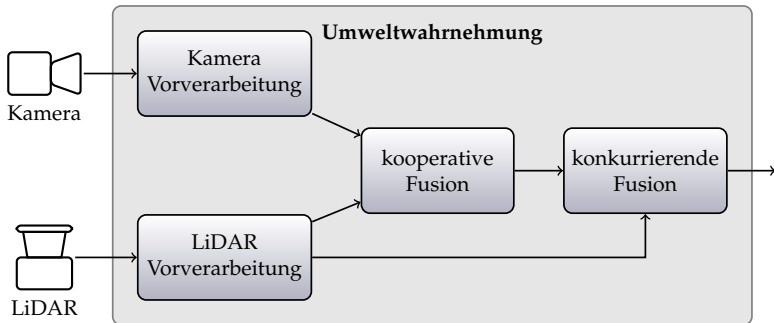 Umweltwahrnehmung
Kamera
Vorverarbeitung
Kamera
kooperative
Fusion
konkurrierende
Fusion
LiDAR
Vorverarbeitung
LiDAR